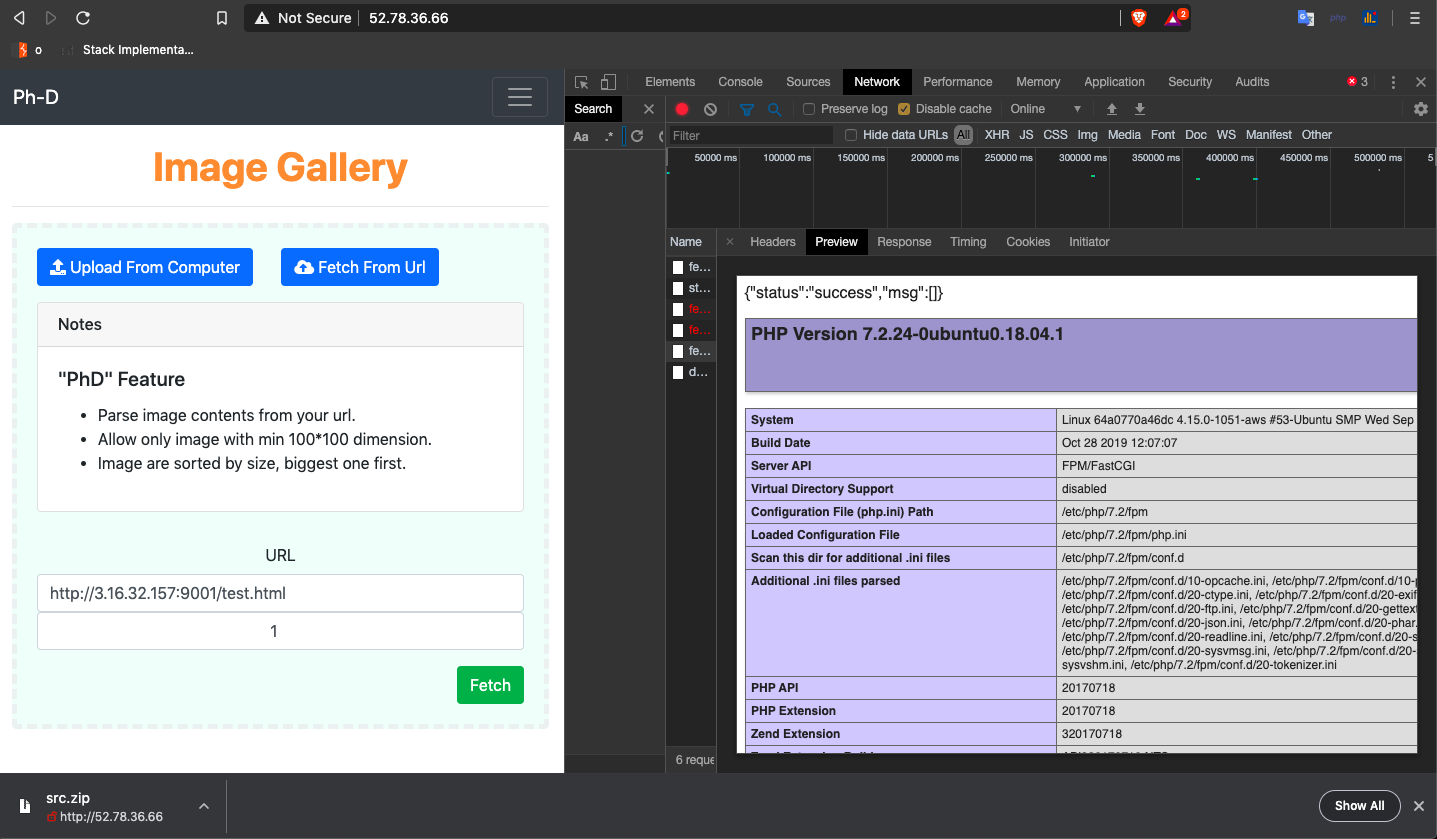 Not Secure
52.78.36.66
2
php
o
Stack Implementa...
Ph-D
Image Gallery
Upload From Computer
Fetch From Url
Notes
"PhD" Feature
Parse image contents from your url.
Allow only image with min 100*100 dimension.
Image are sorted by size, biggest one first.
URL
http://3.16.32.157:9001/test.html
1
Fetch
Elements Console Sources Network Performance Memory Application Security Audits 3
Search
Preserve log Disable cache Online
Aa .*
Filter Hide data URLs All XHR JS CSS Img Media Font Doc WS Manifest Other
50000 ms 100000 ms 150000 ms 200000 ms 250000 ms 300000 ms 350000 ms 400000 ms 450000 ms 500000 ms 5
Name Headers Preview Response Timing Cookies Initiator
fe...
st...
fe...
fe...
fe...
d...
{"status":"success","msg":[]}
PHP Version 7.2.24-0ubuntu0.18.04.1
System Linux 64a0770a46dc 4.15.0-1051-aws #53-Ubuntu SMP Wed Sep
Build Date Oct 28 2019 12:07:07
Server API FPM/FastCGI
Virtual Directory Support disabled
Configuration File (php.ini) Path /etc/php/7.2/fpm
Loaded Configuration File /etc/php/7.2/fpm/php.ini
Scan this dir for additional .ini files /etc/php/7.2/fpm/conf.d
Additional .ini files parsed /etc/php/7.2/fpm/conf.d/10-opcache.ini, /etc/php/7.2/fpm/conf.d/10-p
/etc/php/7.2/fpm/conf.d/20-ctype.ini, /etc/php/7.2/fpm/conf.d/20-exif
/etc/php/7.2/fpm/conf.d/20-ftp.ini, /etc/php/7.2/fpm/conf.d/20-gettext
/etc/php/7.2/fpm/conf.d/20-json.ini, /etc/php/7.2/fpm/conf.d/20-phar.
/etc/php/7.2/fpm/conf.d/20-readline.ini, /etc/php/7.2/fpm/conf.d/20-s
/etc/php/7.2/fpm/conf.d/20-sysvmsg.ini, /etc/php/7.2/fpm/conf.d/20-
sysvshm.ini, /etc/php/7.2/fpm/conf.d/20-tokenizer.ini
PHP API 20170718
PHP Extension 20170718
Zend Extension 320170718
6 reque
src.zip
http://52.78.36.66
Show All